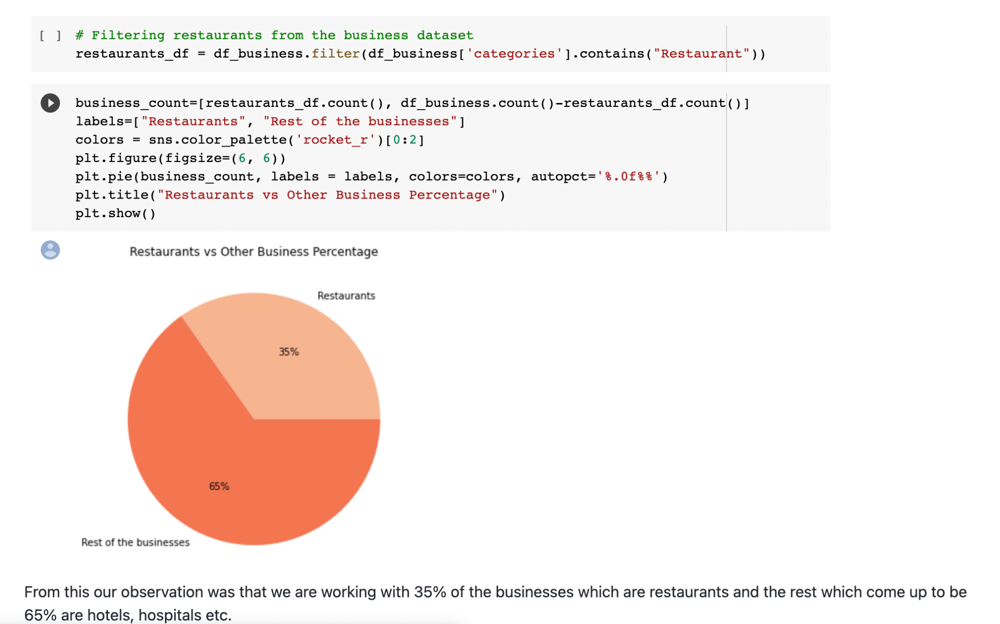 [ ] # Filtering restaurants from the business dataset
restaurants_df = df_business.filter(df_business['categories'].contains("Restaurant"))
business_count=[restaurants_df.count(), df_business.count()-restaurants_df.count()]
labels=["Restaurants", "Rest of the businesses"]
colors = sns.color_palette('rocket_r')[0:2]
plt.figure(figsize=(6, 6))
plt.pie(business_count, labels = labels, colors=colors, autopct='%.0f%%')
plt.title("Restaurants vs Other Business Percentage")
plt.show()
Restaurants vs Other Business Percentage
Restaurants
35%
65%
Rest of the businesses
From this our observation was that we are working with 35% of the businesses which are restaurants and the rest which come up to be
65% are hotels, hospitals etc.